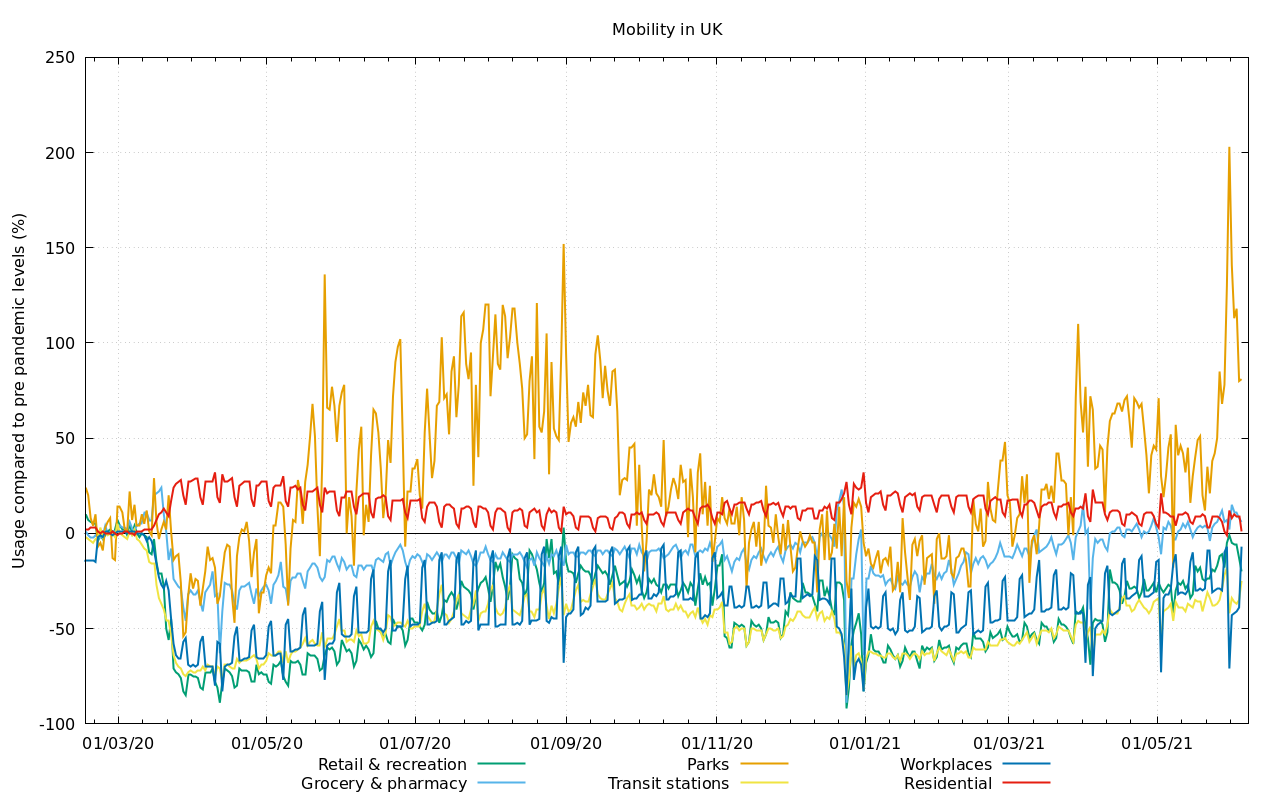 Mobility in UK
Usage compared to pre pandemic levels (%)
250
200
150
100
50
0
-50
-100
01/03/20 01/05/20 01/07/20 01/09/20 01/11/20 01/01/21 01/03/21 01/05/21
Retail & recreation Parks Workplaces
Grocery & pharmacy Transit stations Residential